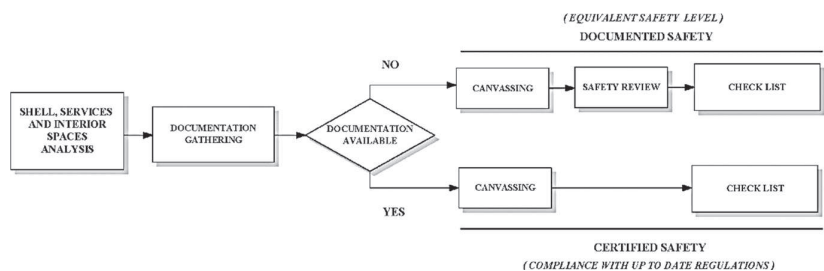 ( EQUIVALENT SAFETY LEVEL )
DOCUMENTED SAFETY
NO
CANVASSING
SAFETY REVIEW
CHECK LIST
SHELL, SERVICES
AND INTERIOR
SPACES
ANALYSIS
DOCUMENTATION
GATHERING
DOCUMENTATION
AVAILABLE
CANVASSING
CHECK LIST
YES
CERTIFIED SAFETY
( COMPLIANCE WITH UP TO DATE REGULATIONS )